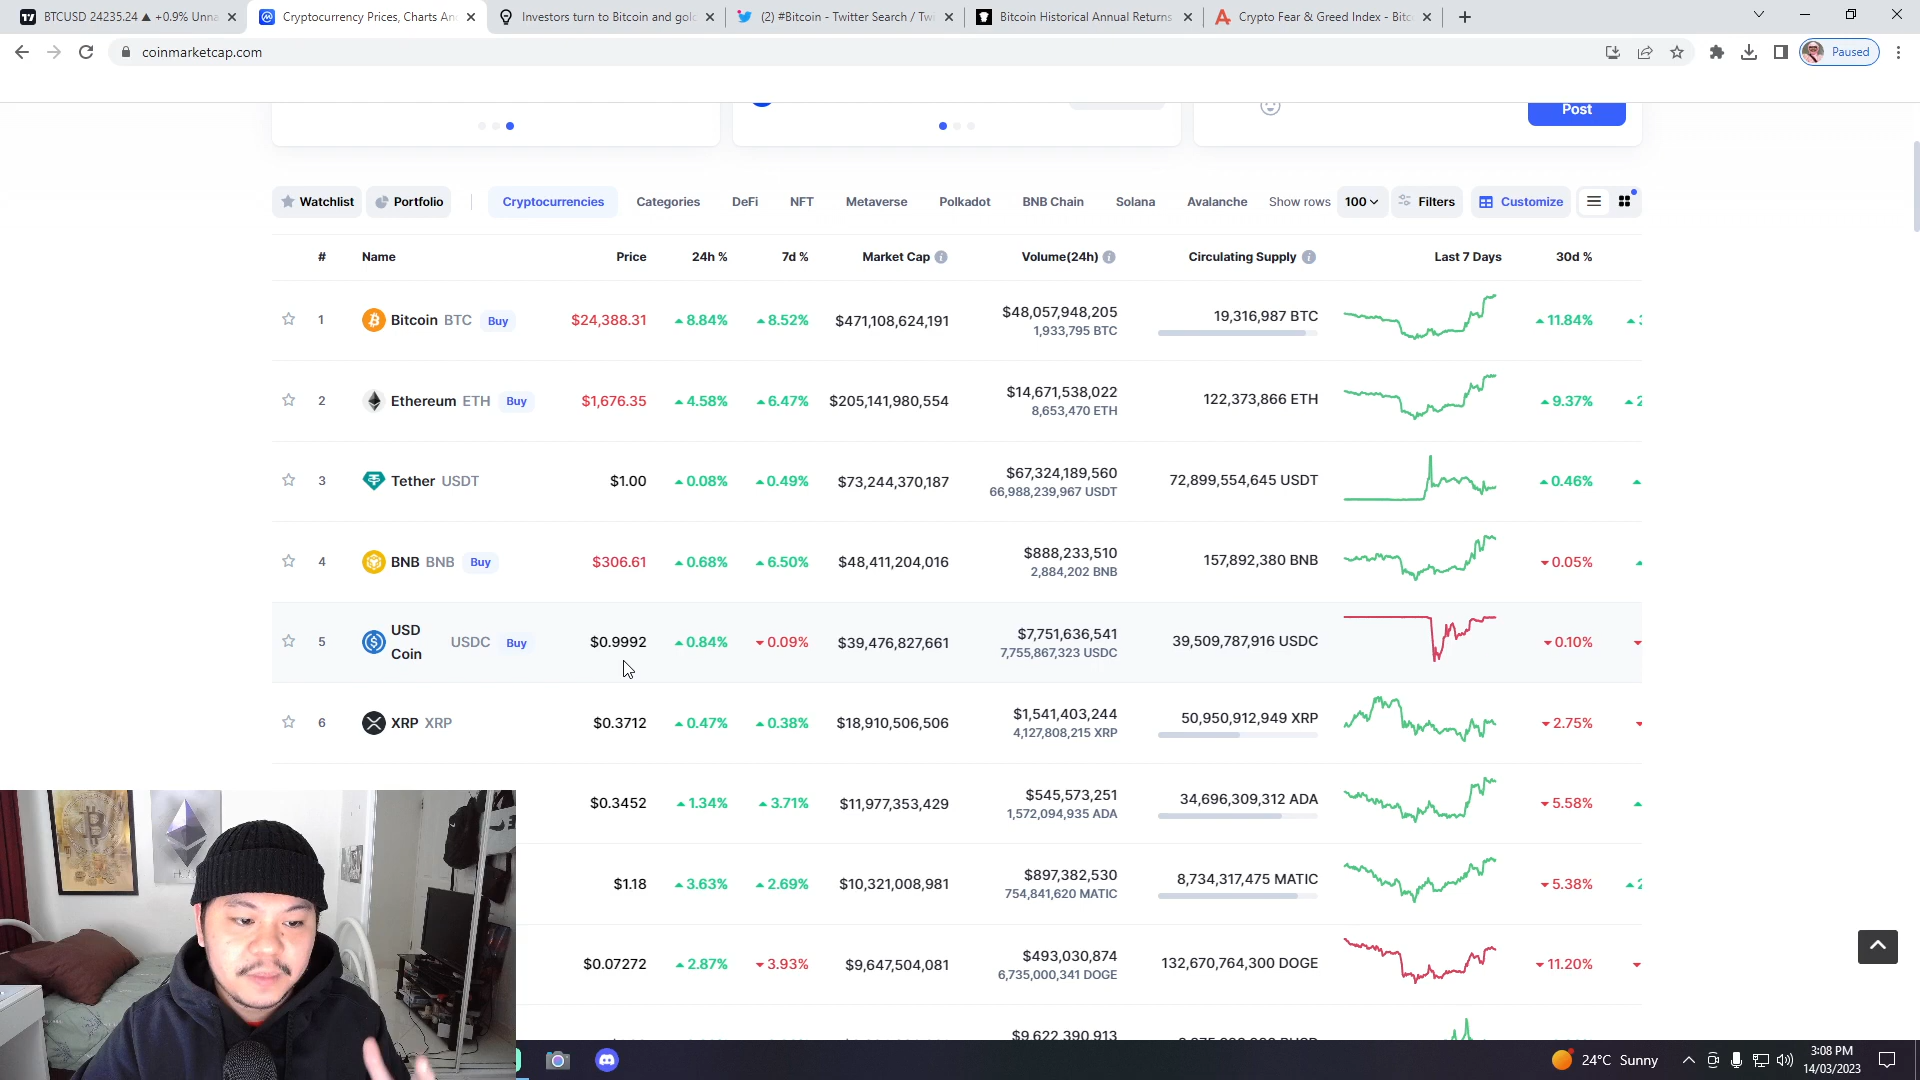 BTCUSD 24235.24 ▲ +0.9% Unna
Cryptocurrency Prices, Charts An
Investors turn to Bitcoin and gol
(2) #Bitcoin - Twitter Search / Tw
Bitcoin Historical Annual Returns
Crypto Fear & Greed Index - Bitc
coinmarketcap.com
Paused
Post
Watchlist Portfolio Cryptocurrencies Categories DeFi NFT Metaverse Polkadot BNB Chain Solana Avalanche Show rows 100 Filters Customize
# Name Price 24h % 7d % Market Cap Volume(24h) Circulating Supply Last 7 Days 30d %
1 Bitcoin BTC Buy $24,388.31 8.84% 8.52% $471,108,624,191 $48,057,948,205 19,316,987 BTC 11.84%
1,933,795 BTC
2 Ethereum ETH Buy $1,676.35 4.58% 6.47% $205,141,980,554 $14,671,538,022 122,373,866 ETH 9.37%
8,653,470 ETH
3 Tether USDT $1.00 0.08% 0.49% $73,244,370,187 $67,324,189,560 72,899,554,645 USDT 0.46%
66,988,239,967 USDT
4 BNB BNB Buy $306.61 0.68% 6.50% $48,411,204,016 $888,233,510 157,892,380 BNB 0.05%
2,884,202 BNB
5 USD Coin USDC Buy $0.9992 0.84% 0.09% $39,476,827,661 $7,751,636,541 39,509,787,916 USDC 0.10%
7,755,867,323 USDC
6 XRP XRP $0.3712 0.47% 0.38% $18,910,506,506 $1,541,403,244 50,950,912,949 XRP 2.75%
4,127,808,215 XRP
$0.3452 1.34% 3.71% $11,977,353,429 $545,573,251 34,696,309,312 ADA 5.58%
1,572,094,935 ADA
$1.18 3.63% 2.69% $10,321,008,981 $897,382,530 8,734,317,475 MATIC 5.38%
754,841,620 MATIC
$0.07272 2.87% 3.93% $9,647,504,081 $493,030,874 132,670,764,300 DOGE 11.20%
6,735,000,341 DOGE
$9,622,390,913
24°C Sunny
3:08 PM
14/03/2023